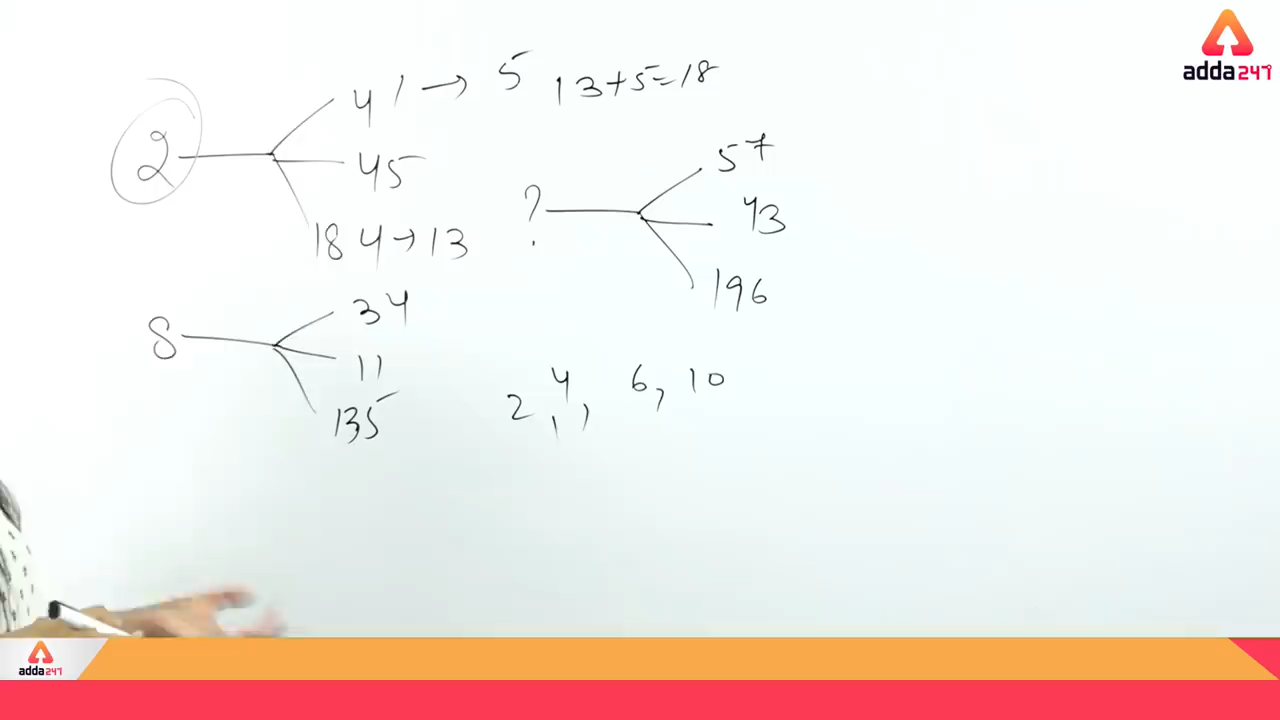 adda247
2
41 → 5
13+5=18
45
184 → 13
?
57
43
196
8
34
11
135
2, 4, 6, 10
adda247